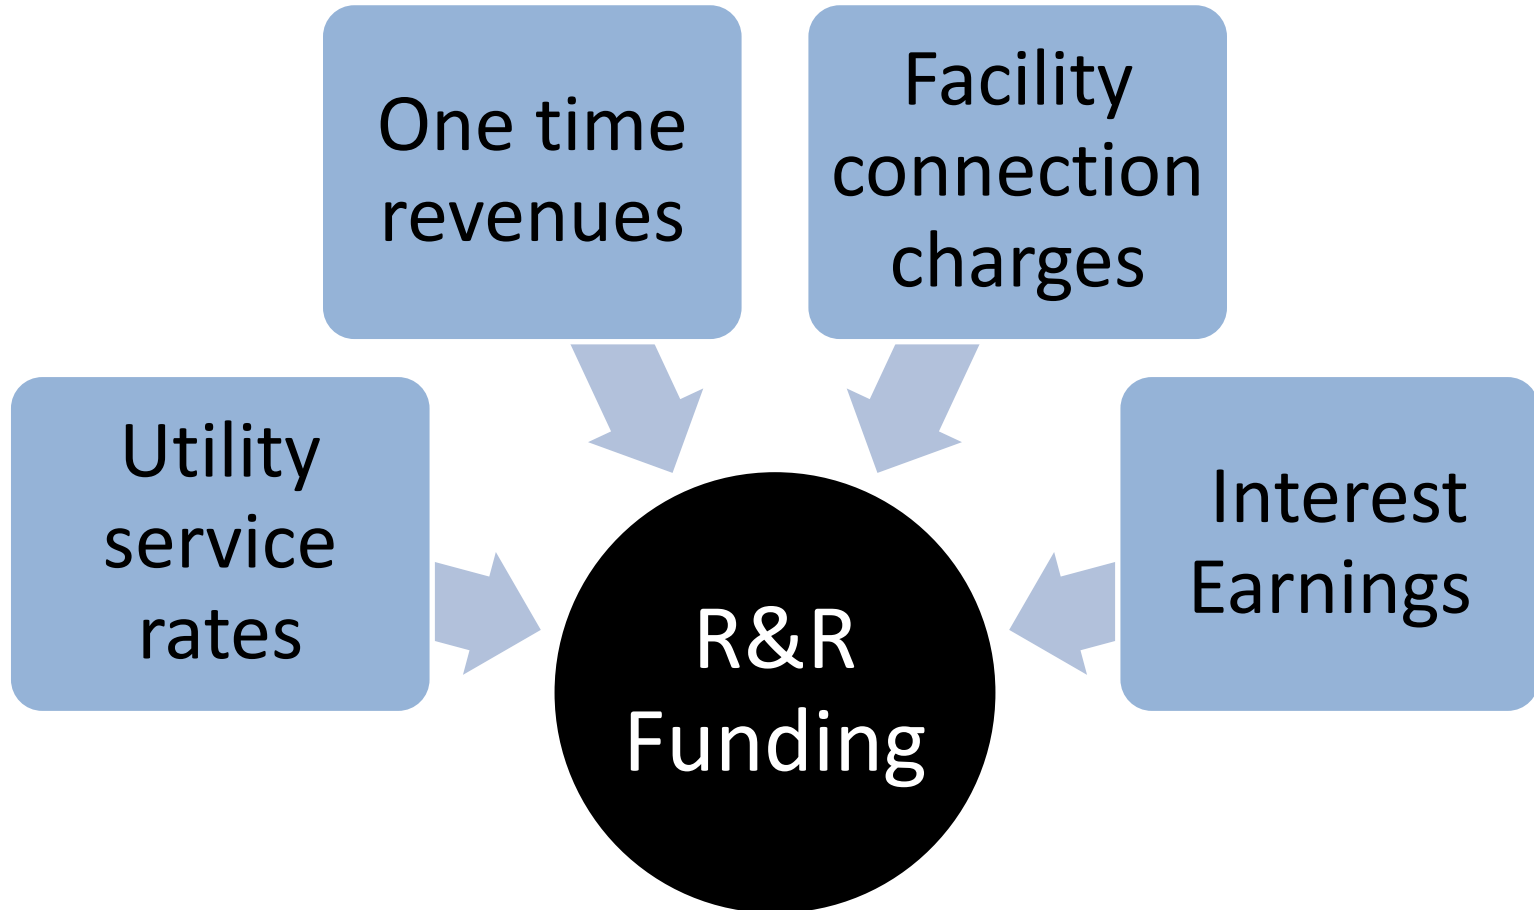 One time
revenues
Facility
connection
charges
Utility
service
rates
Interest
Earnings
R&R
Funding